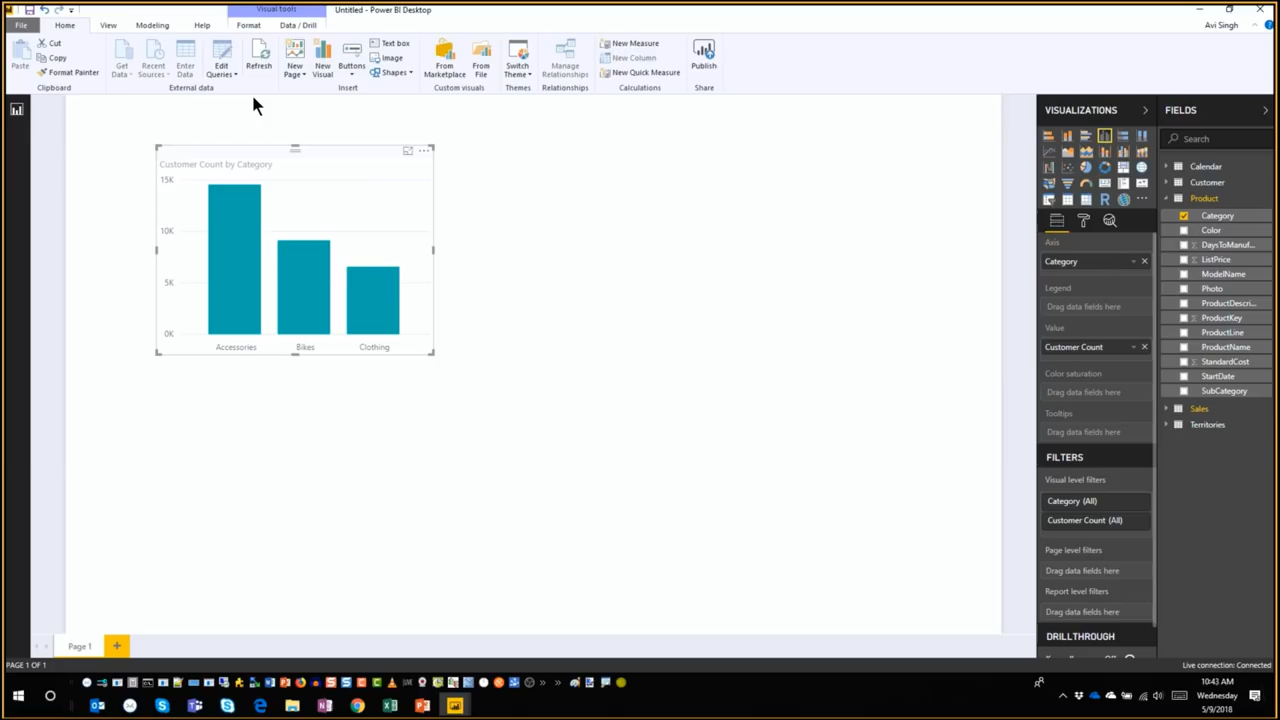 Visual tools
Untitled - Power BI Desktop
File
Home
View
Modeling
Help
Format
Data / Drill
Avi Singh
Paste
Cut
Copy
Format Painter
Clipboard
Get Data
Recent Sources
Enter Data
Edit Queries
External data
Refresh
New Page
New Visual
Buttons
Text box
Image
Shapes
Insert
From Marketplace
From File
Custom visuals
Switch Theme
Themes
Manage Relationships
Relationships
New Measure
New Column
New Quick Measure
Calculations
Publish
Share
Customer Count by Category
15K
10K
5K
0K
Accessories
Bikes
Clothing
VISUALIZATIONS
R
Axis
Category
Legend
Drag data fields here
Value
Customer Count
Color saturation
Drag data fields here
Tooltips
Drag data fields here
FILTERS
Visual level filters
Category (All)
Customer Count (All)
Page level filters
Drag data fields here
Report level filters
Drag data fields here
DRILLTHROUGH
FIELDS
Search
Calendar
Customer
Product
Category
Color
DaysToManuf...
ListPrice
ModelName
Photo
ProductDescri...
ProductKey
ProductLine
ProductName
StandardCost
StartDate
SubCategory
Sales
Territories
Page 1
PAGE 1 OF 1
Live connection: Connected
10:43 AM
Wednesday
5/9/2018